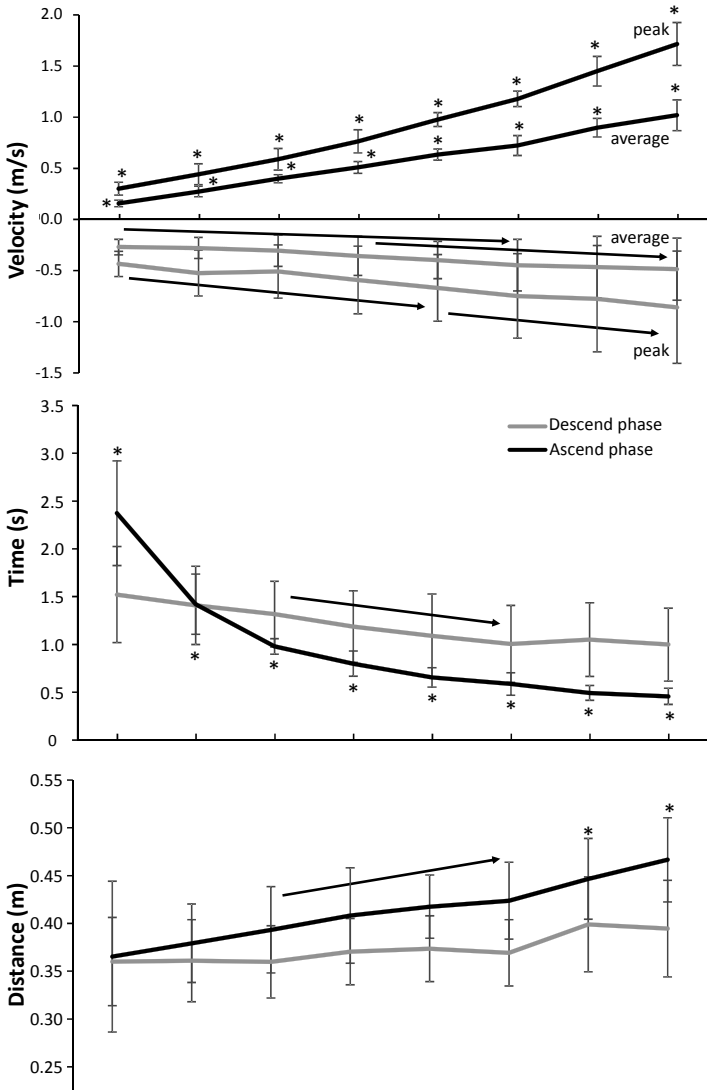 2.0
1.5
1.0
0.5
0.0
-0.5
-1.0
-1.5
Velocity (m/s)
peak
average
average
peak
* * * * * * * *
* * * * * * * *
3.5
3.0
2.5
2.0
1.5
1.0
0.5
0
Time (s)
Descend phase
Ascend phase
*
* * * * * * *
0.55
0.50
0.45
0.40
0.35
0.30
0.25
Distance (m)
* *